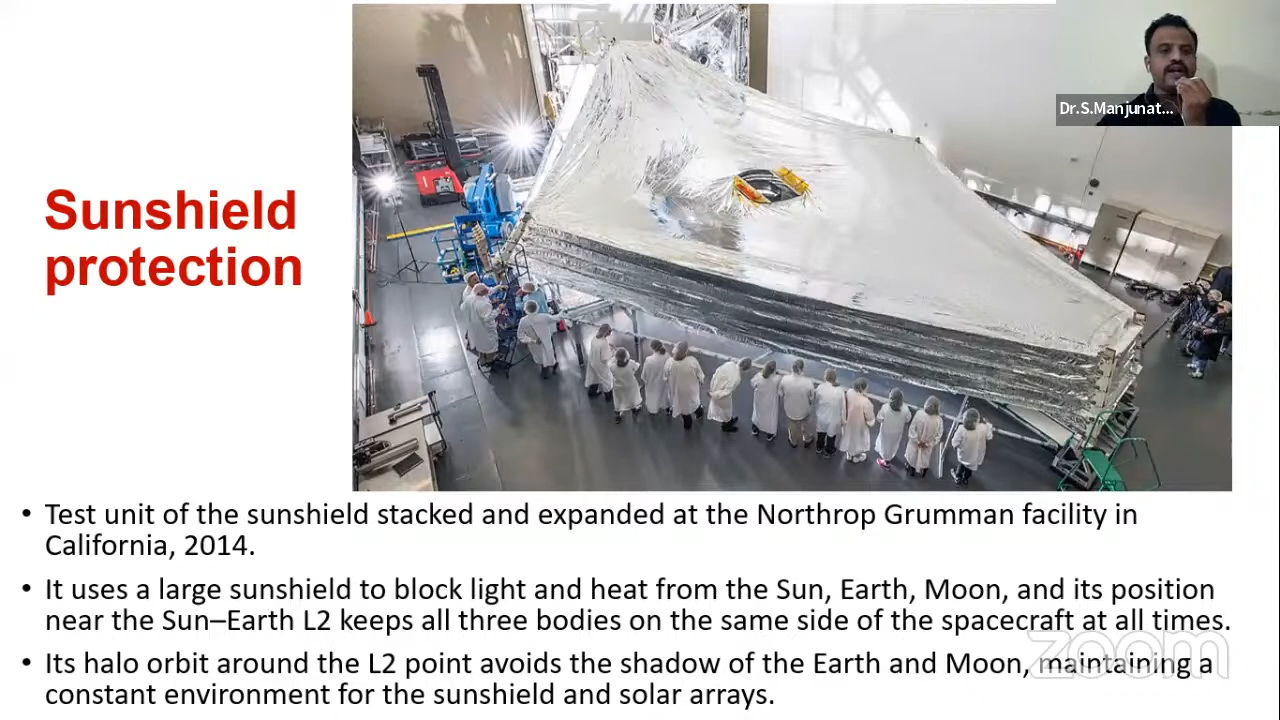 Dr.S.Manjunat...
Sunshield
protection
• Test unit of the sunshield stacked and expanded at the Northrop Grumman facility in
California, 2014.
• It uses a large sunshield to block light and heat from the Sun, Earth, Moon, and its position
near the Sun–Earth L2 keeps all three bodies on the same side of the spacecraft at all times.
• Its halo orbit around the L2 point avoids the shadow of the Earth and Moon, maintaining a
constant environment for the sunshield and solar arrays.
zoom